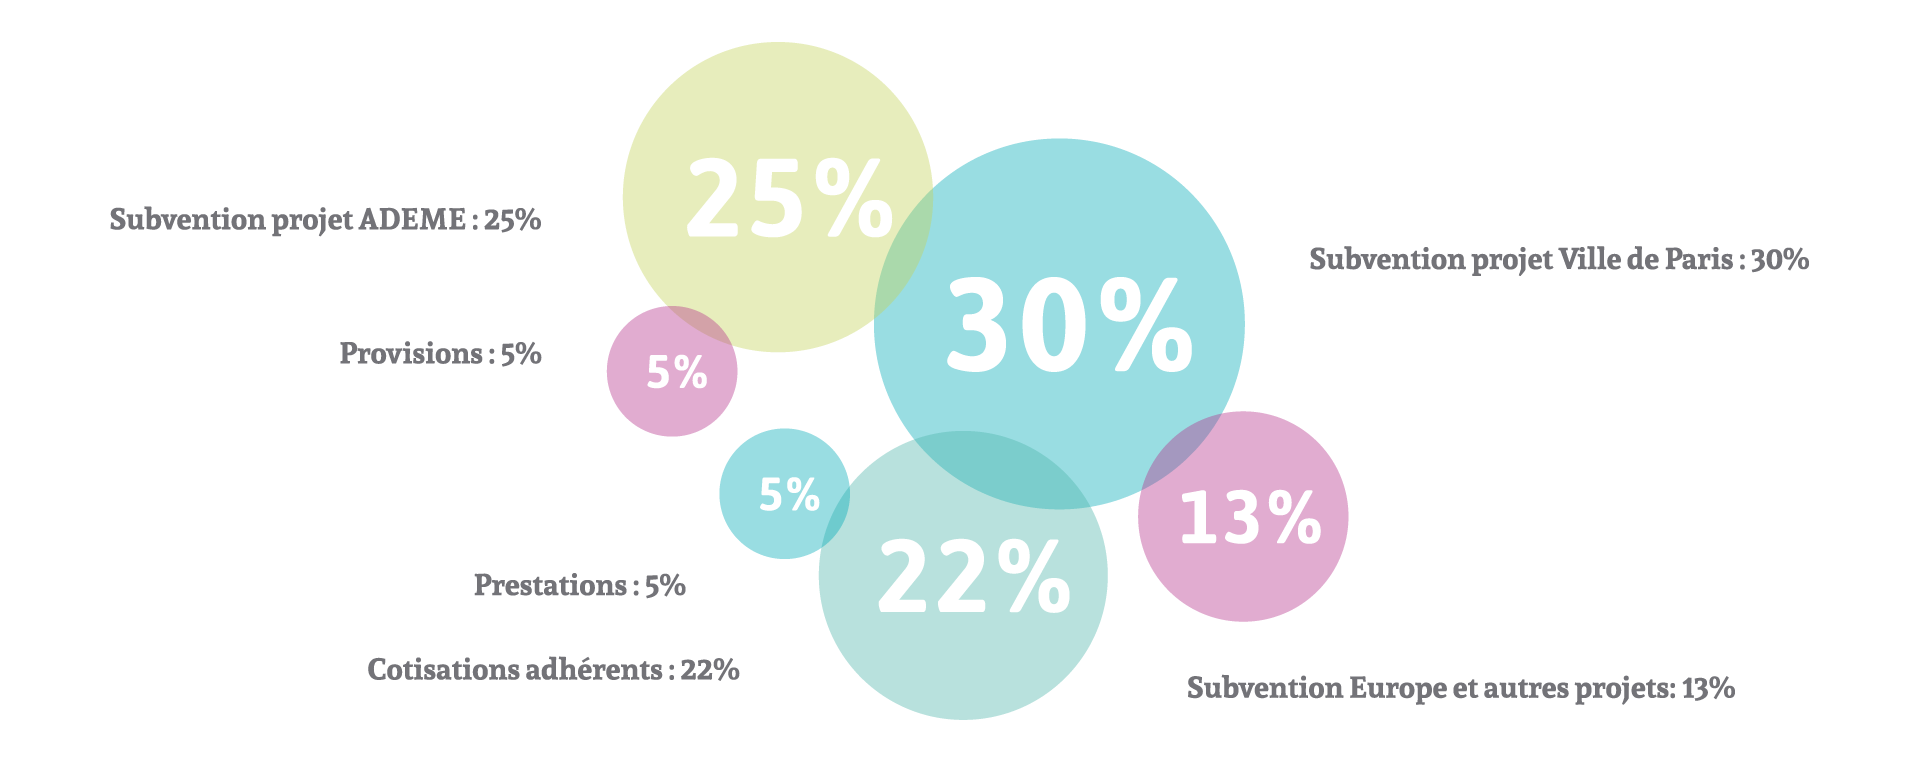 25%
Subvention projet ADEME : 25%
Subvention projet Ville de Paris : 30%
30%
Provisions : 5%
5%
5%
13%
22%
Prestations : 5%
Cotisations adhérents : 22%
Subvention Europe et autres projets: 13%